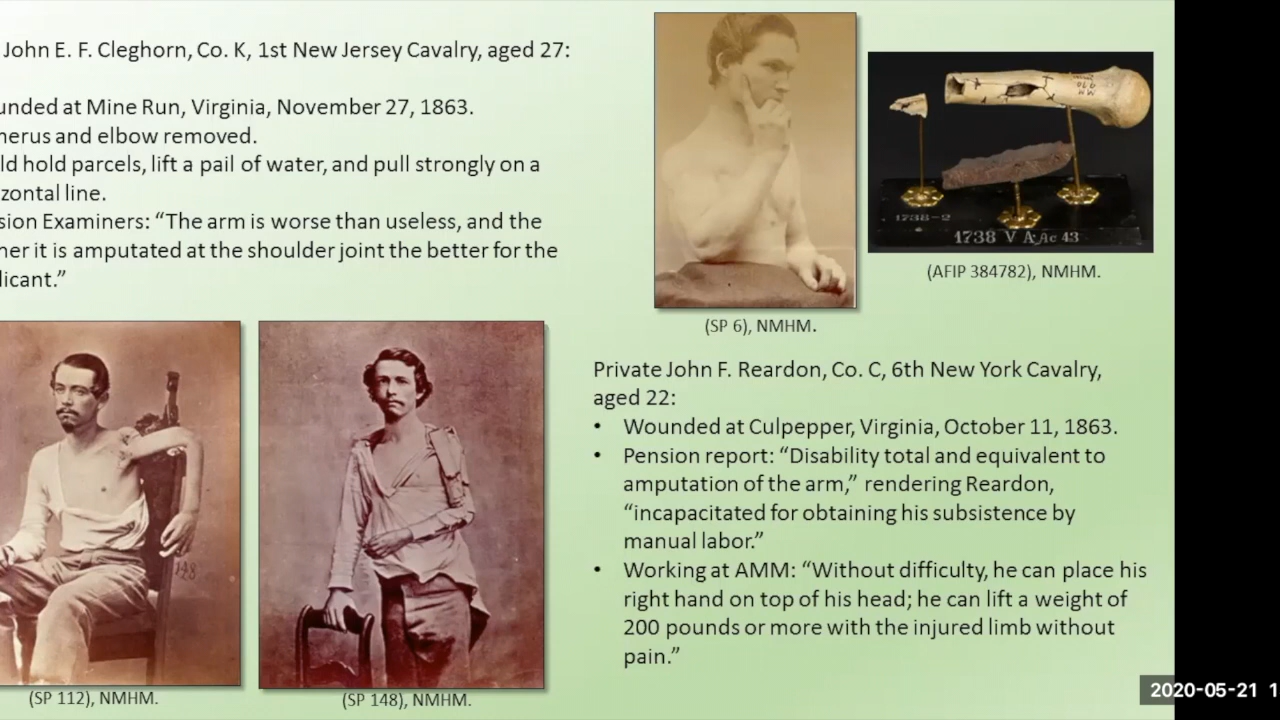 John E. F. Cleghorn, Co. K, 1st New Jersey Cavalry, aged 27:
unded at Mine Run, Virginia, November 27, 1863.
nerus and elbow removed.
ld hold parcels, lift a pail of water, and pull strongly on a
zontal line.
sion Examiners: “The arm is worse than useless, and the
ner it is amputated at the shoulder joint the better for the
licant.”
1738-2
1738 V A Ac 43
(AFIP 384782), NMHM.
(SP 6), NMHM.
148
(SP 112), NMHM.
(SP 148), NMHM.
Private John F. Reardon, Co. C, 6th New York Cavalry,
aged 22:
• Wounded at Culpepper, Virginia, October 11, 1863.
• Pension report: “Disability total and equivalent to
amputation of the arm,” rendering Reardon,
“incapacitated for obtaining his subsistence by
manual labor.”
• Working at AMM: “Without difficulty, he can place his
right hand on top of his head; he can lift a weight of
200 pounds or more with the injured limb without
pain.”
2020-05-21 1